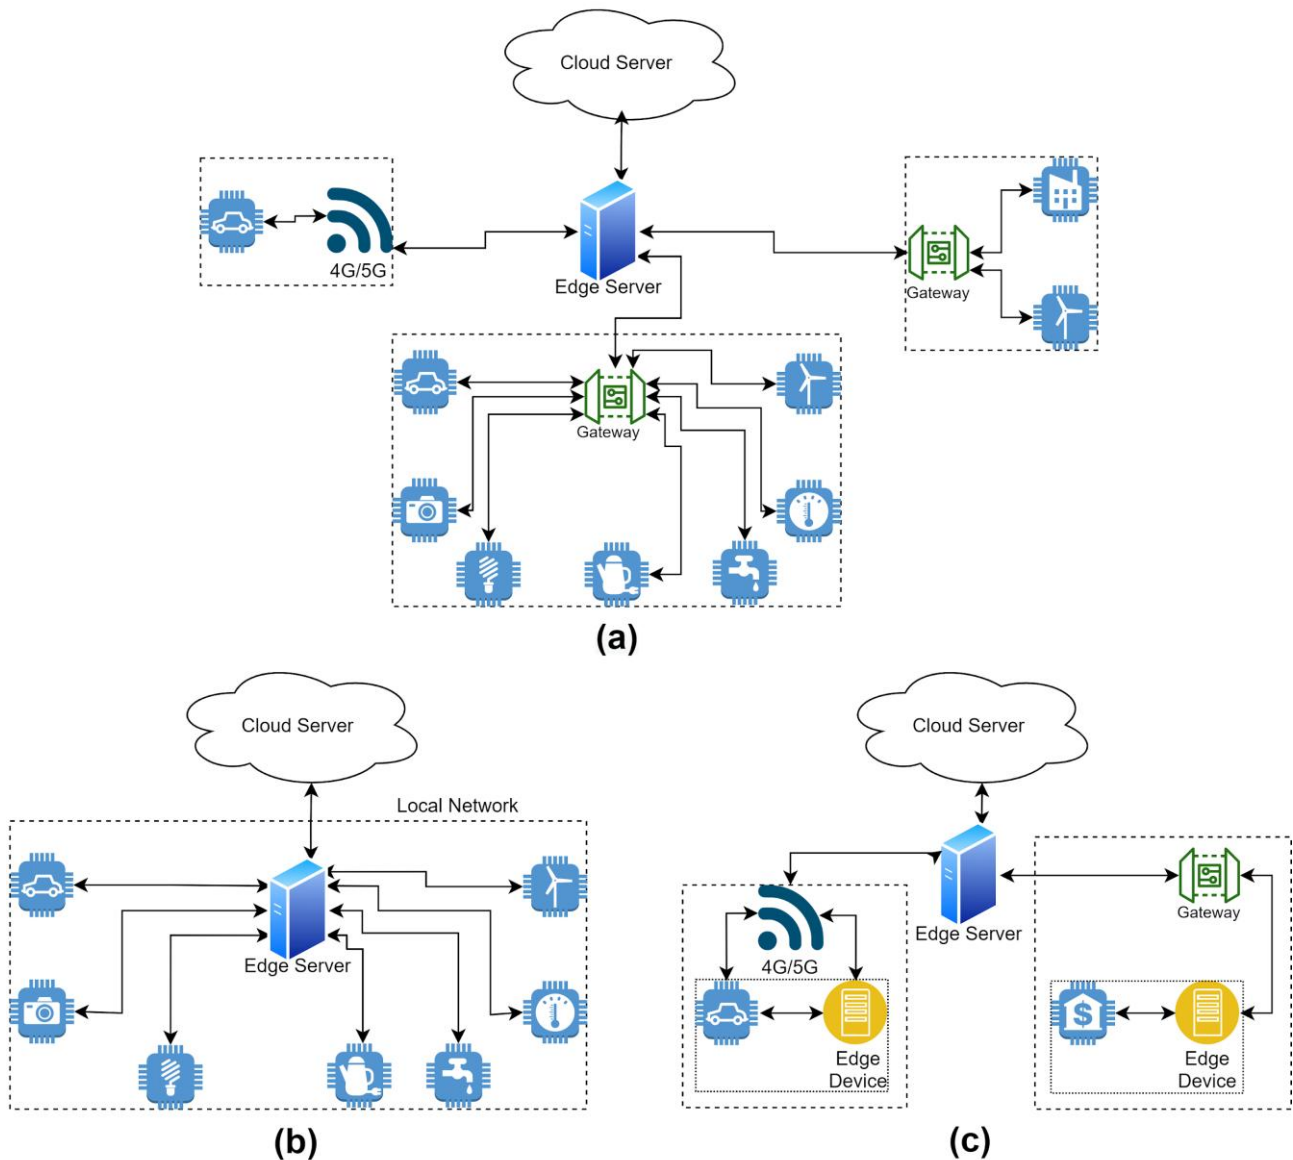 Cloud Server
4G/5G
Edge Server
Gateway
Gateway
(a)
Cloud Server
Local Network
Edge Server
(b)
Cloud Server
Edge Server
Gateway
4G/5G
Edge
Device
Edge
Device
$
(c)